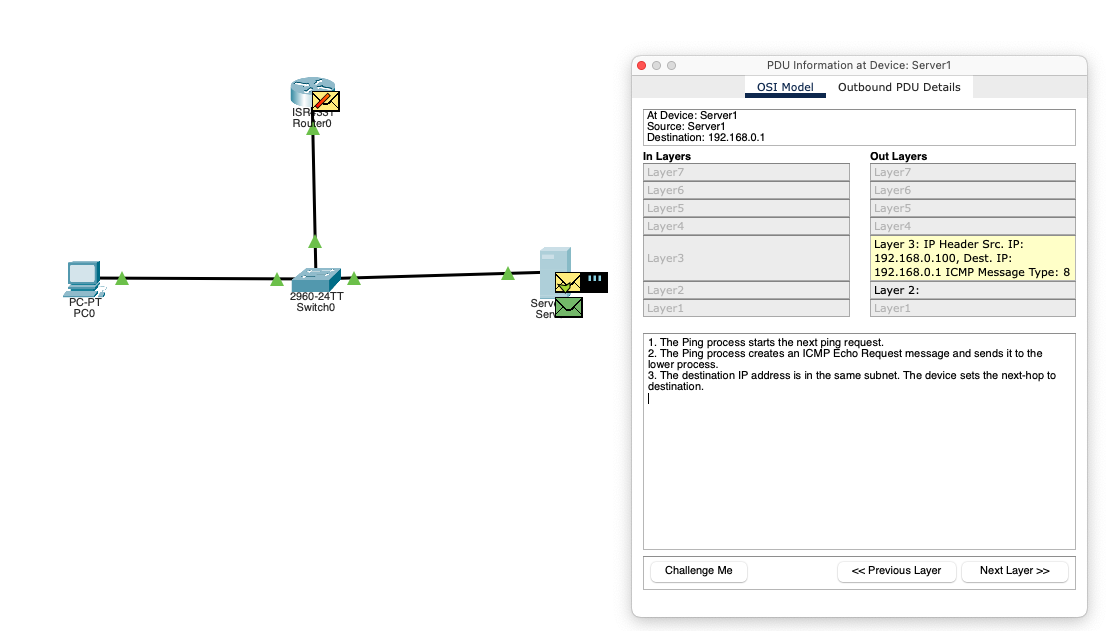 PDU Information at Device: Server1
OSI Model
Outbound PDU Details
At Device: Server1
Source: Server1
Destination: 192.168.0.1
In Layers
Out Layers
Layer7
Layer7
Layer6
Layer6
Layer5
Layer5
Layer4
Layer4
Layer3
Layer 3: IP Header Src. IP:
192.168.0.100, Dest. IP:
192.168.0.1 ICMP Message Type: 8
Layer2
Layer 2:
Layer1
Layer1
1. The Ping process starts the next ping request.
2. The Ping process creates an ICMP Echo Request message and sends it to the
lower process.
3. The destination IP address is in the same subnet. The device sets the next-hop to
destination.
Challenge Me
<< Previous Layer
Next Layer >>
Router0
2960-24TT
Switch0
PC-PT
PC0